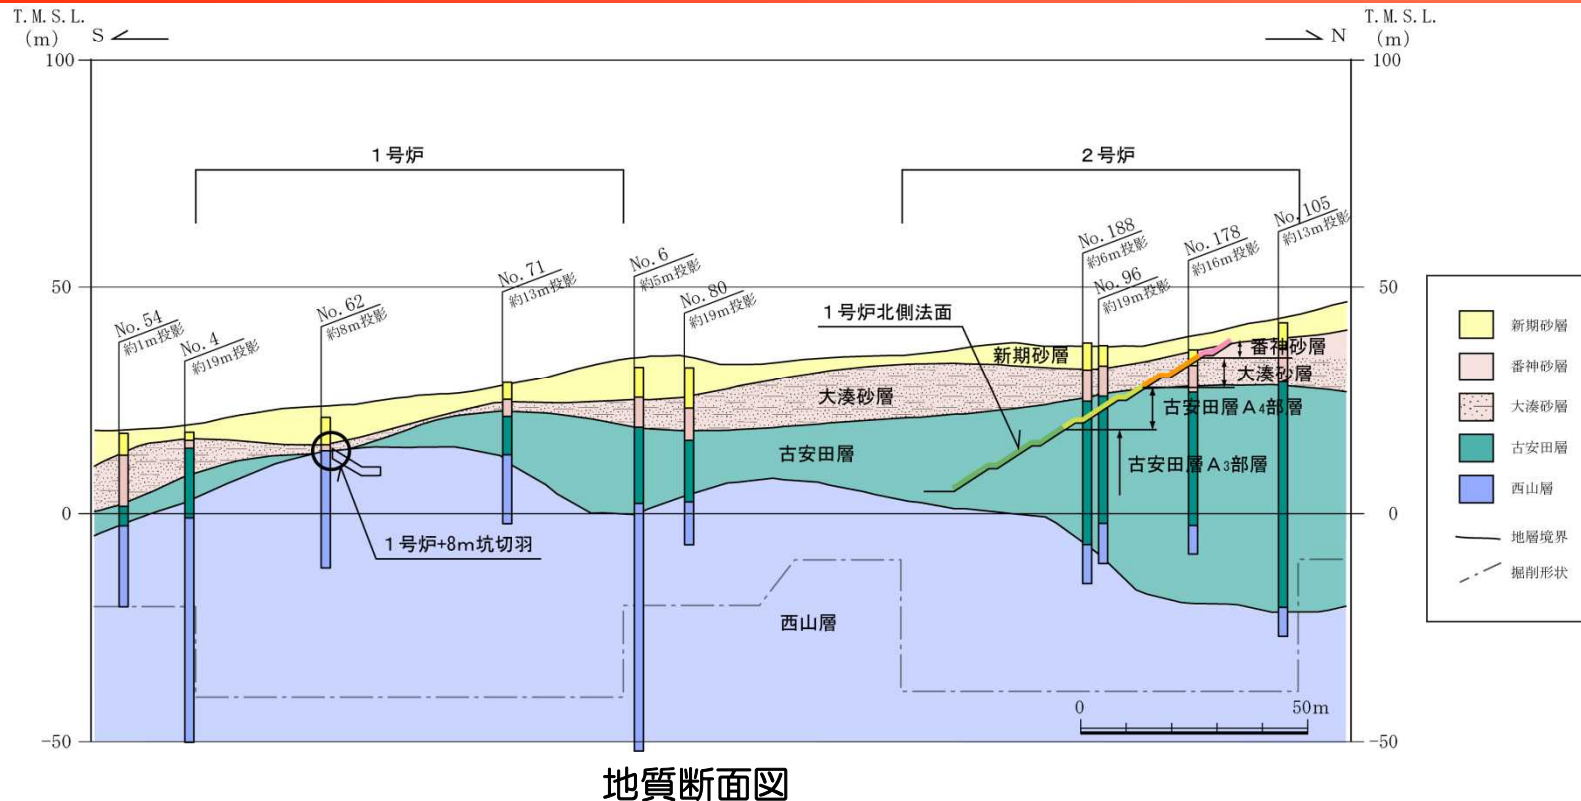 T.M.S.L.
(m)
S
N
T.M.S.L.
(m)
100
100
1号炉
2号炉
No.105
約13m投影
No.188
約6m投影
No.178
約16m投影
No.6
約5m投影
No.71
約13m投影
No.96
約19m投影
No.80
約19m投影
50
50
No.62
約8m投影
No.54
約1m投影
No.4
約19m投影
1号炉北側法面
新期砂層
番神砂層
大湊砂層
大湊砂層
古安田層A4部層
古安田層
古安田層A3部層
0
0
1号炉+8m坑切羽
西山層
0
50m
-50
-50
新期砂層
番神砂層
大湊砂層
古安田層
西山層
地層境界
掘削形状
地質断面図